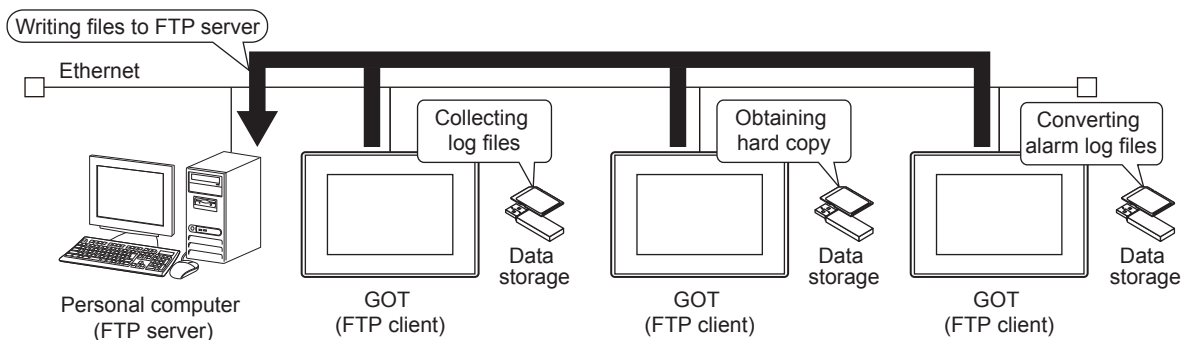 Writing files to FTP server
Ethernet
Collecting
log files
Obtaining
hard copy
Converting
alarm log files
Data
storage
Data
storage
Data
storage
Personal computer
(FTP server)
GOT
(FTP client)
GOT
(FTP client)
GOT
(FTP client)